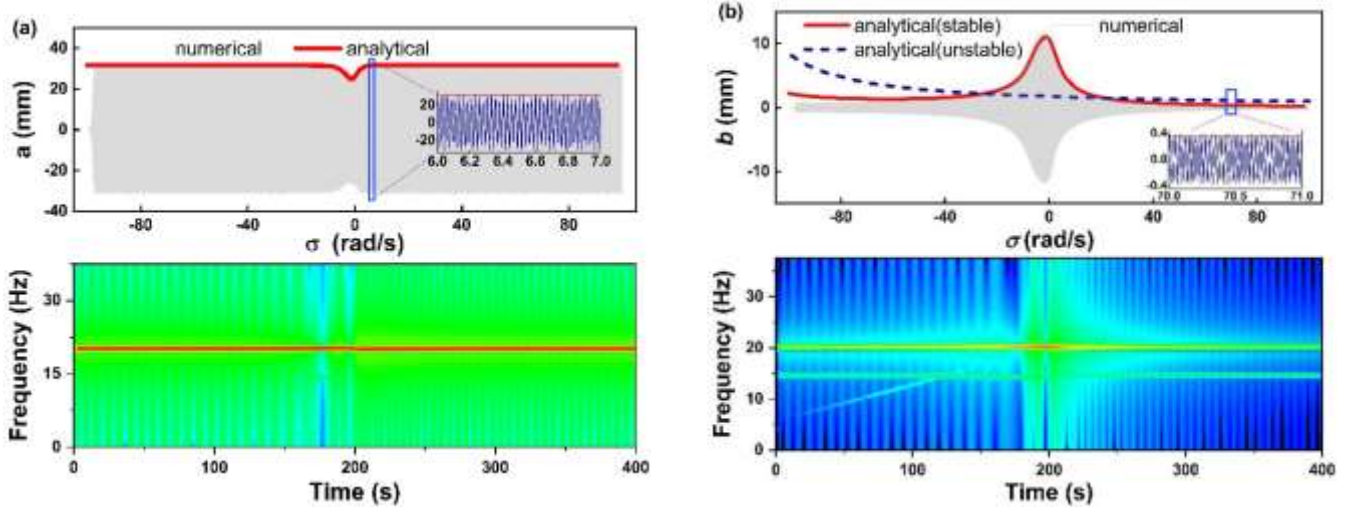 (a)
40
20
0
-20
-40
a (mm)
numerical
analytical
20
0
-20
6.0 6.2 6.4 6.6 6.8 7.0
-80 -40 0 40 80
σ (rad/s)
30
15
0
Frequency (Hz)
0 100 200 300 400
Time (s)
(b)
10
0
-10
b (mm)
analytical(stable)
numerical
analytical(unstable)
0.4
0.0
-0.4
70.0 70.5 71.0
-80 -40 0 40 80
σ (rad/s)
30
20
10
0
Frequency (Hz)
0 100 200 300 400
Time (s)